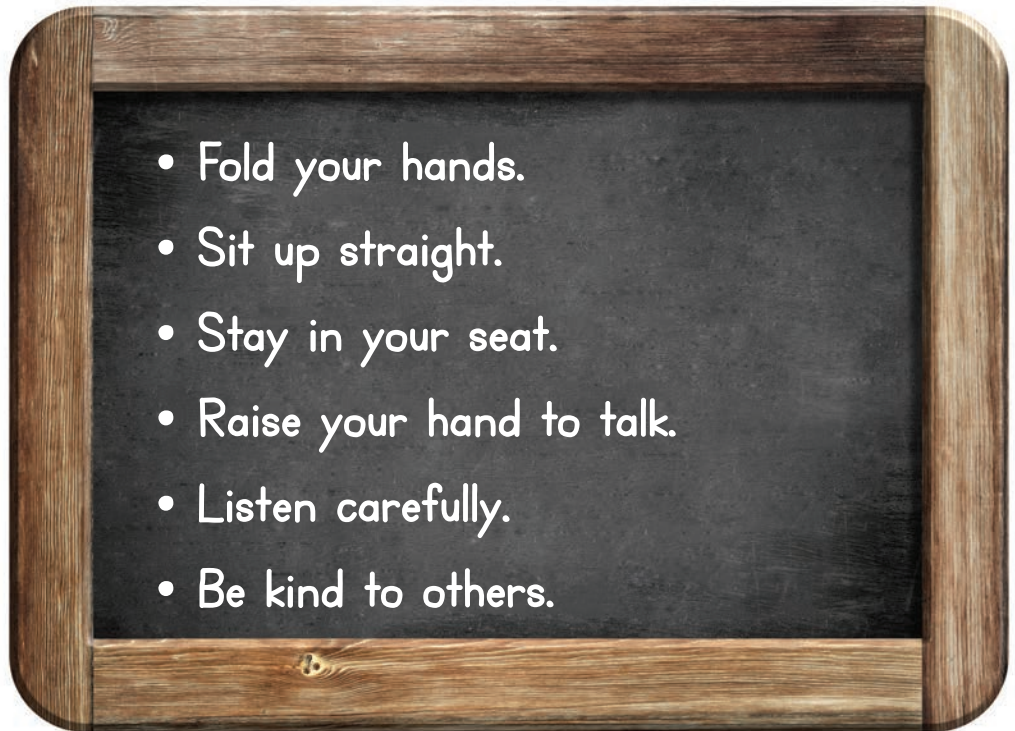 • Fold your hands.
• Sit up straight.
• Stay in your seat.
• Raise your hand to talk.
• Listen carefully.
• Be kind to others.